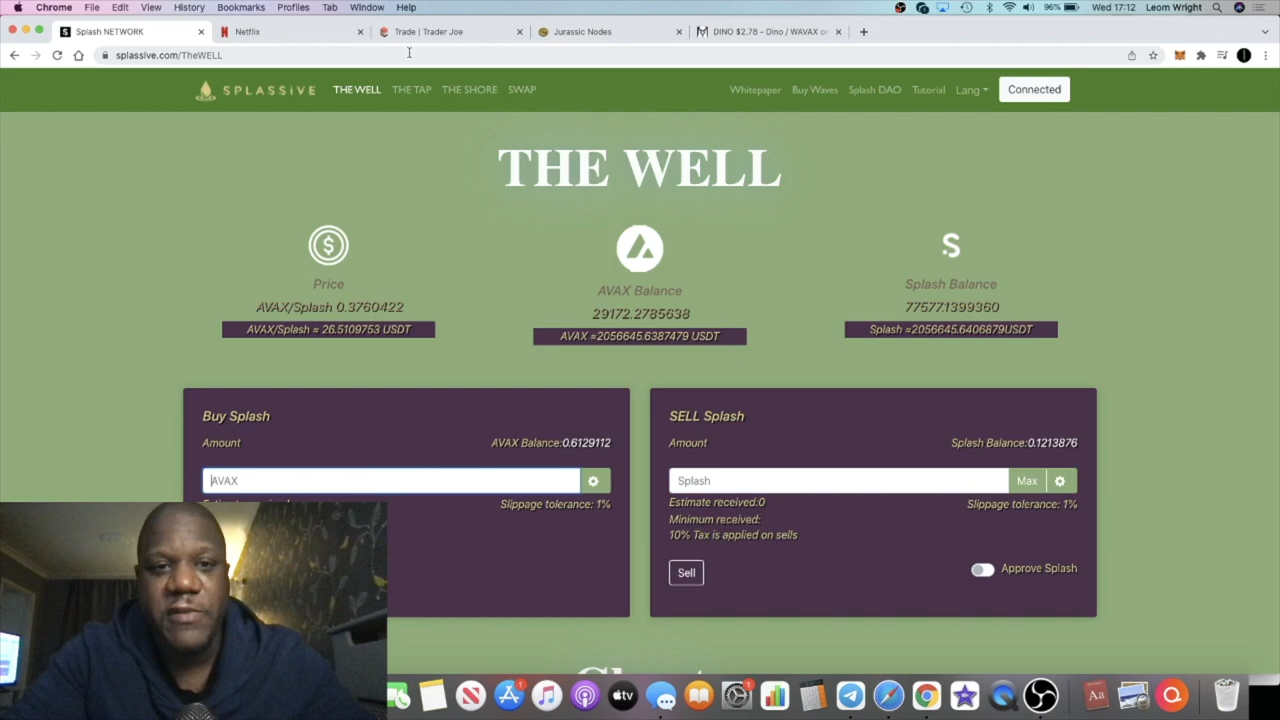 Chrome File Edit View History Bookmarks Profiles Tab Window Help
96% Wed 17:12 Leom Wright
Splash NETWORK
Netflix
Trade | Trader Joe
Jurassic Nodes
DINO $2.78 – Dino / WAVAX o
splassive.com/TheWELL
SPLASSIVE THE WELL THE TAP THE SHORE SWAP
Whitepaper Buy Waves Splash DAO Tutorial Lang Connected
THE WELL
Price
AVAX/Splash 0.3760422
AVAX/Splash ≈ 26.5109753 USDT
AVAX Balance
29172.2785638
AVAX ≈2056645.6387479 USDT
Splash Balance
77577.1399360
Splash ≈2056645.6406879USDT
Buy Splash
Amount AVAX Balance:0.6129112
AVAX
Slippage tolerance: 1%
SELL Splash
Amount Splash Balance:0.1213876
Splash Max
Estimate received:0 Slippage tolerance: 1%
Minimum received:
10% Tax is applied on sells
Sell Approve Splash